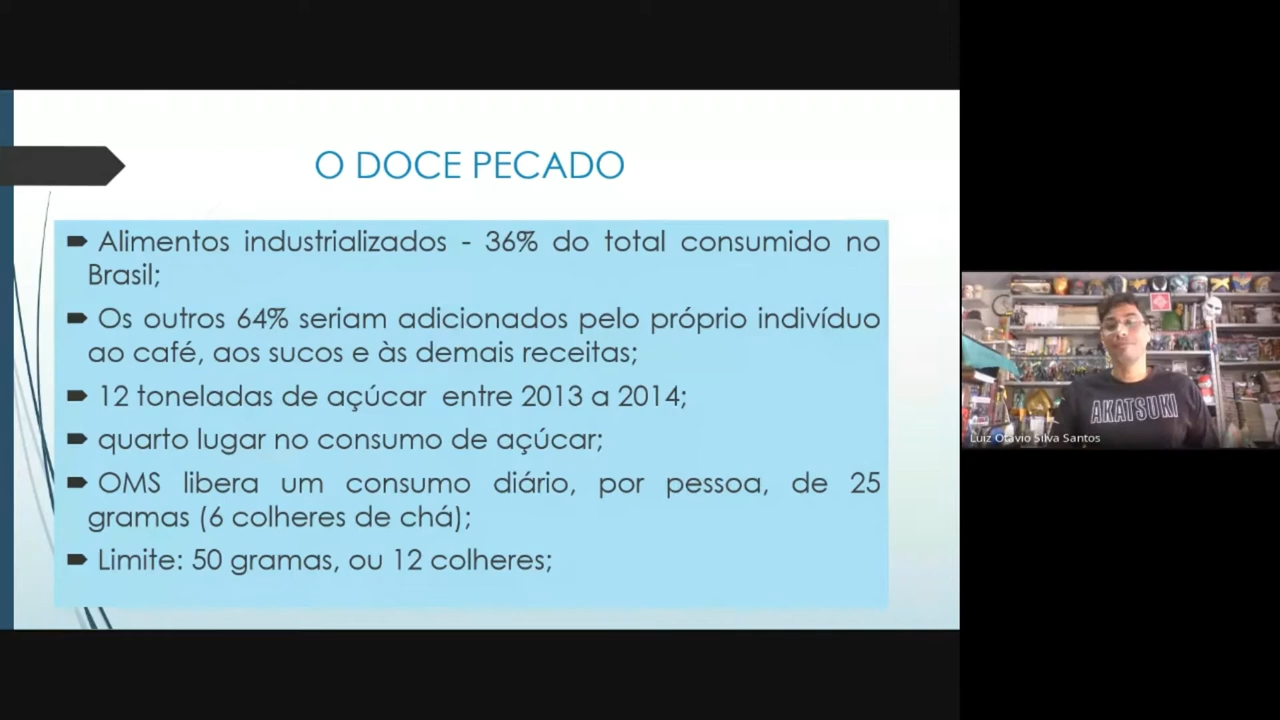 O DOCE PECADO
Alimentos industrializados - 36% do total consumido no
Brasil;
Os outros 64% seriam adicionados pelo próprio indivíduo
ao café, aos sucos e às demais receitas;
12 toneladas de açúcar entre 2013 a 2014;
quarto lugar no consumo de açúcar;
OMS libera um consumo diário, por pessoa, de 25
gramas (6 colheres de chá);
Limite: 50 gramas, ou 12 colheres;
AKATSUKI
Luiz Otávio Silva Santos